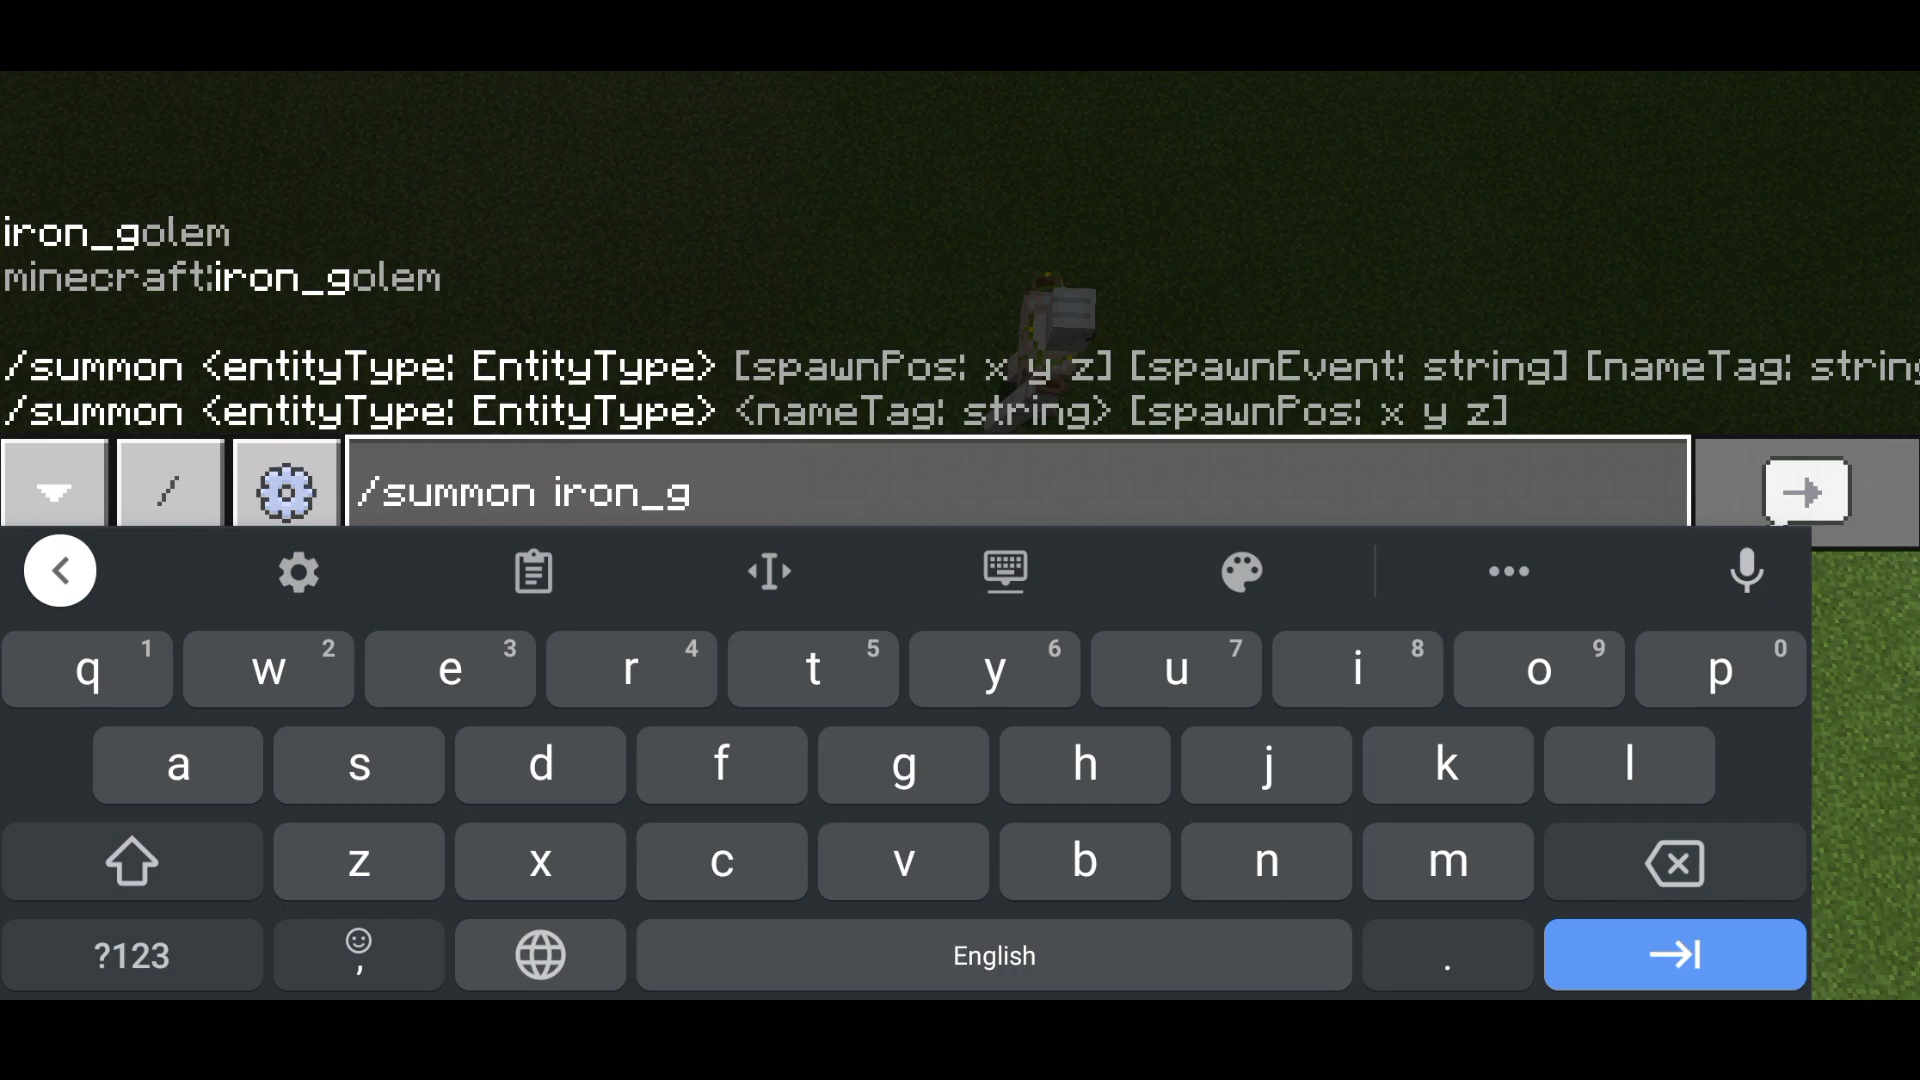 iron_golem
minecraft:iron_golem
/summon <entityType: EntityType> [spawnPos: x y z] [spawnEvent: string] [nameTag: string
/summon <entityType: EntityType> <nameTag: string> [spawnPos: x y z]
/ /summon iron_g
q 1 w 2 e 3 r 4 t 5 y 6 u 7 i 8 o 9 p 0
a s d f g h j k l
z x c v b n m
?123 , English .